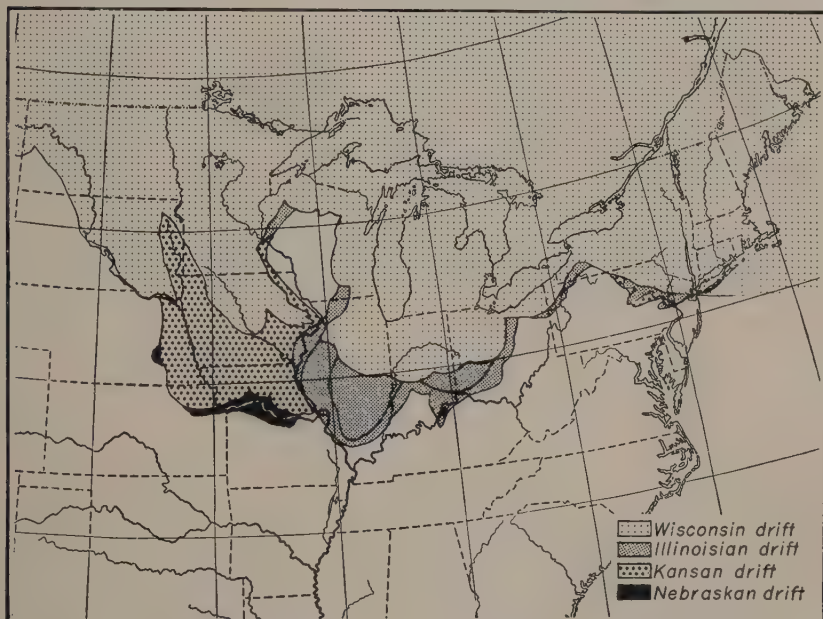 Wisconsin drift
Illinoisian drift
Kansan drift
Nebraskan drift